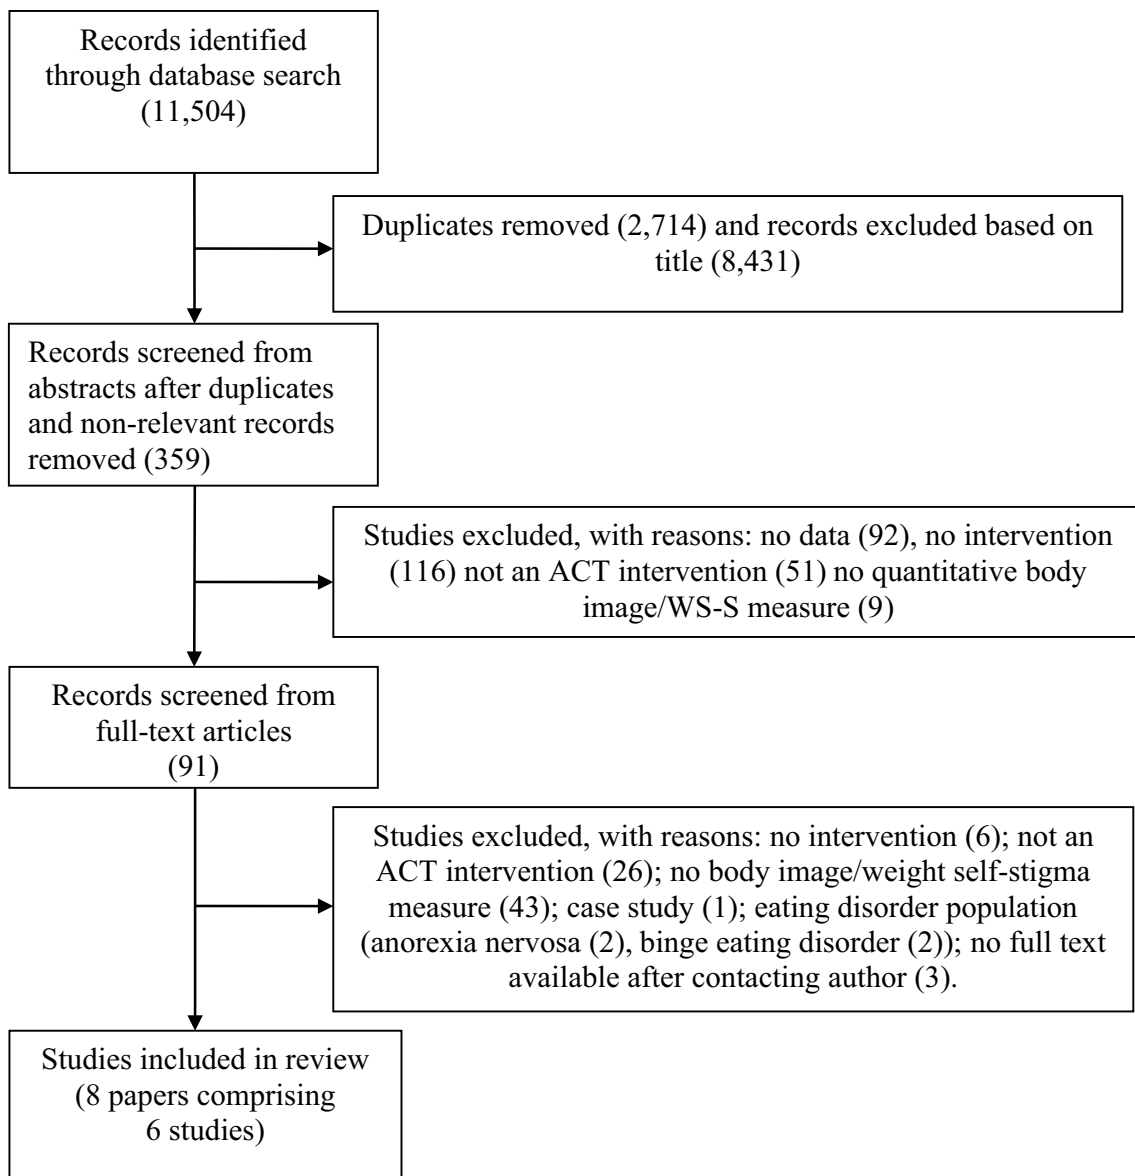 Records identified
through database search
(11,504)
Duplicates removed (2,714) and records excluded based on
title (8,431)
Records screened from
abstracts after duplicates
and non-relevant records
removed (359)
Studies excluded, with reasons: no data (92), no intervention
(116) not an ACT intervention (51) no quantitative body
image/WS-S measure (9)
Records screened from
full-text articles
(91)
Studies excluded, with reasons: no intervention (6); not an
ACT intervention (26); no body image/weight self-stigma
measure (43); case study (1); eating disorder population
(anorexia nervosa (2), binge eating disorder (2)); no full text
available after contacting author (3).
Studies included in review
(8 papers comprising
6 studies)